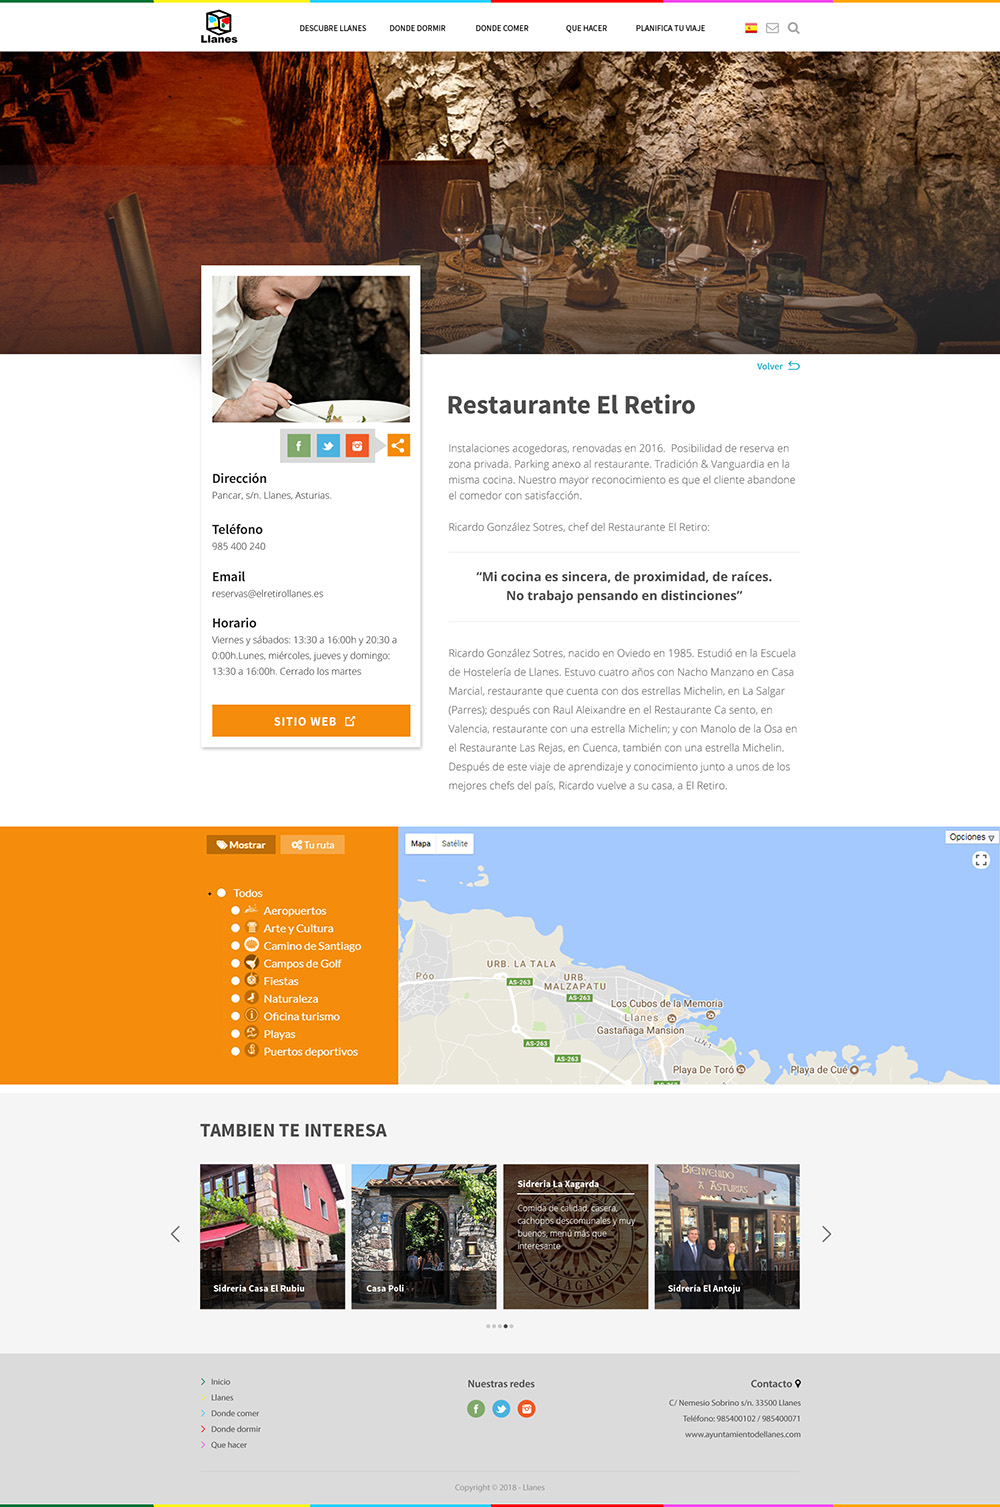 Llanes
DESCUBRE LLANES
DONDE DORMIR
DONDE COMER
QUE HACER
PLANIFICA TU VIAJE
Volver
Restaurante El Retiro
Instalaciones acogedoras, renovadas en 2016. Posibilidad de reserva en
zona privada. Parking anexo al restaurante. Tradición & Vanguardia en la
misma cocina. Nuestro mayor reconocimiento es que el cliente abandone
el comedor con satisfacción.
Ricardo González Sotres, chef del Restaurante El Retiro:
“Mi cocina es sincera, de proximidad, de raíces.
No trabajo pensando en distinciones”
Ricardo González Sotres, nacido en Oviedo en 1985. Estudió en la Escuela
de Hostelería de Llanes. Estuvo cuatro años con Nacho Manzano en Casa
Marcial, restaurante que cuenta con dos estrellas Michelin, en La Salgar
(Parres); después con Raul Aleixandre en el Restaurante Ca sento, en
Valencia, restaurante con una estrella Michelin; y con Manolo de la Osa en
el Restaurante Las Rejas, en Cuenca, también con una estrella Michelin.
Después de este viaje de aprendizaje y conocimiento junto a unos de los
mejores chefs del país, Ricardo vuelve a su casa, a El Retiro.
Dirección
Pancar, s/n. Llanes, Asturias.
Teléfono
985 400 240
Email
reservas@elretirollanes.es
Horario
Viernes y sábados: 13:30 a 16:00h y 20:30 a
0:00h.Lunes, miércoles, jueves y domingo:
13:30 a 16:00h. Cerrado los martes
SITIO WEB
Mostrar
Tu ruta
Todos
Aeropuertos
Arte y Cultura
Camino de Santiago
Campos de Golf
Fiestas
Naturaleza
Oficina turismo
Playas
Puertos deportivos
Mapa
Satélite
Opciones
Póo
URB. LA TALA
AS-263
URB.
MALZAPATU
AS-263
Los Cubos de la Memoria
Llanes
Gastañaga Mansion
LLN-1
AS-263
AS-263
Playa De Toró
Playa de Cué
AS-263
TAMBIEN TE INTERESA
Sidreria Casa El Rubiu
Casa Poli
Sidreria La Xagarda
Comida de calidad, casera,
cachopos descomunales y muy
buenos, menú más que
interesante
LA XAGARDA
BIENVENIDO
A ASTURIAS
Sidrería El Antoju
Inicio
Llanes
Donde comer
Donde dormir
Que hacer
Nuestras redes
Contacto
C/ Nemesio Sobrino s/n. 33500 Llanes
Teléfono: 985400102 / 985400071
www.ayuntamientodellanes.com
Copyright © 2018 - Llanes